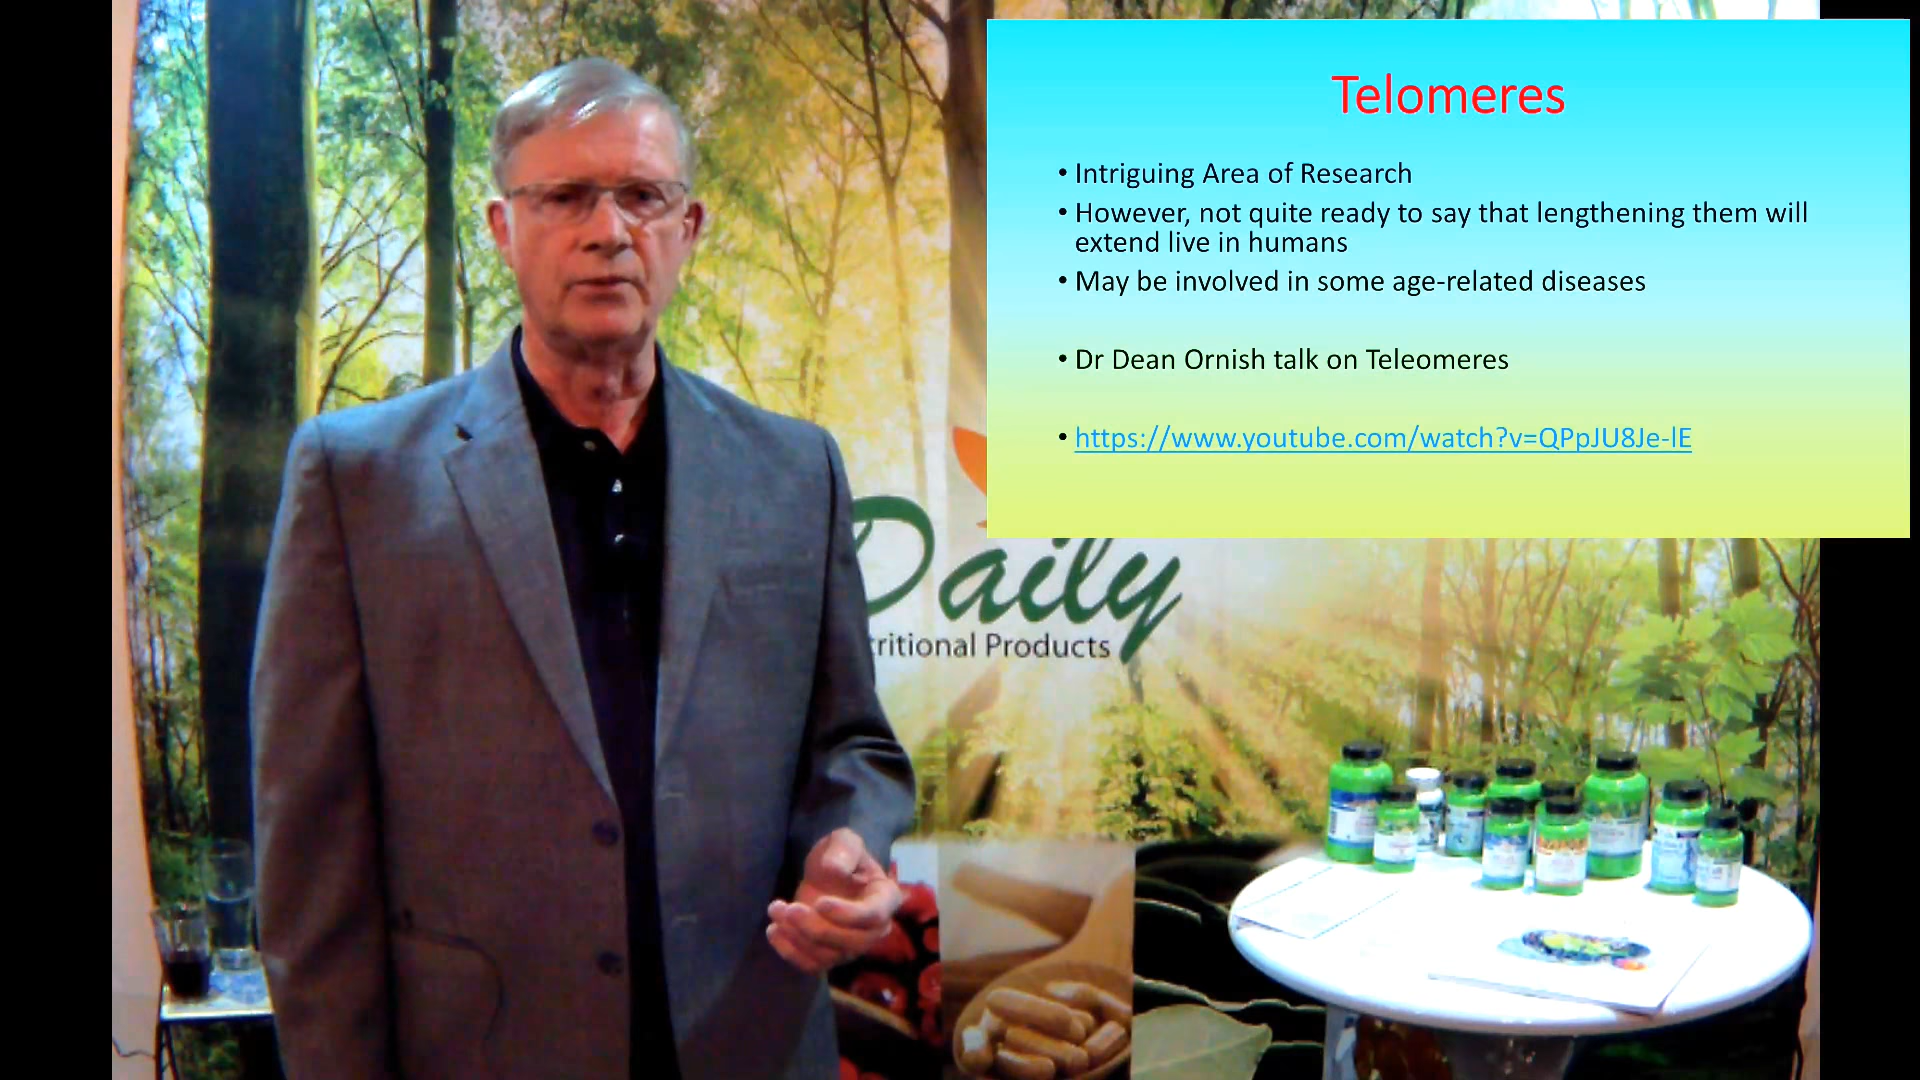 Telomeres
• Intriguing Area of Research
• However, not quite ready to say that lengthening them will
extend live in humans
• May be involved in some age-related diseases
• Dr Dean Ornish talk on Teleomeres
• https://www.youtube.com/watch?v=QPpJU8Je-lE
Daily
tritional Products